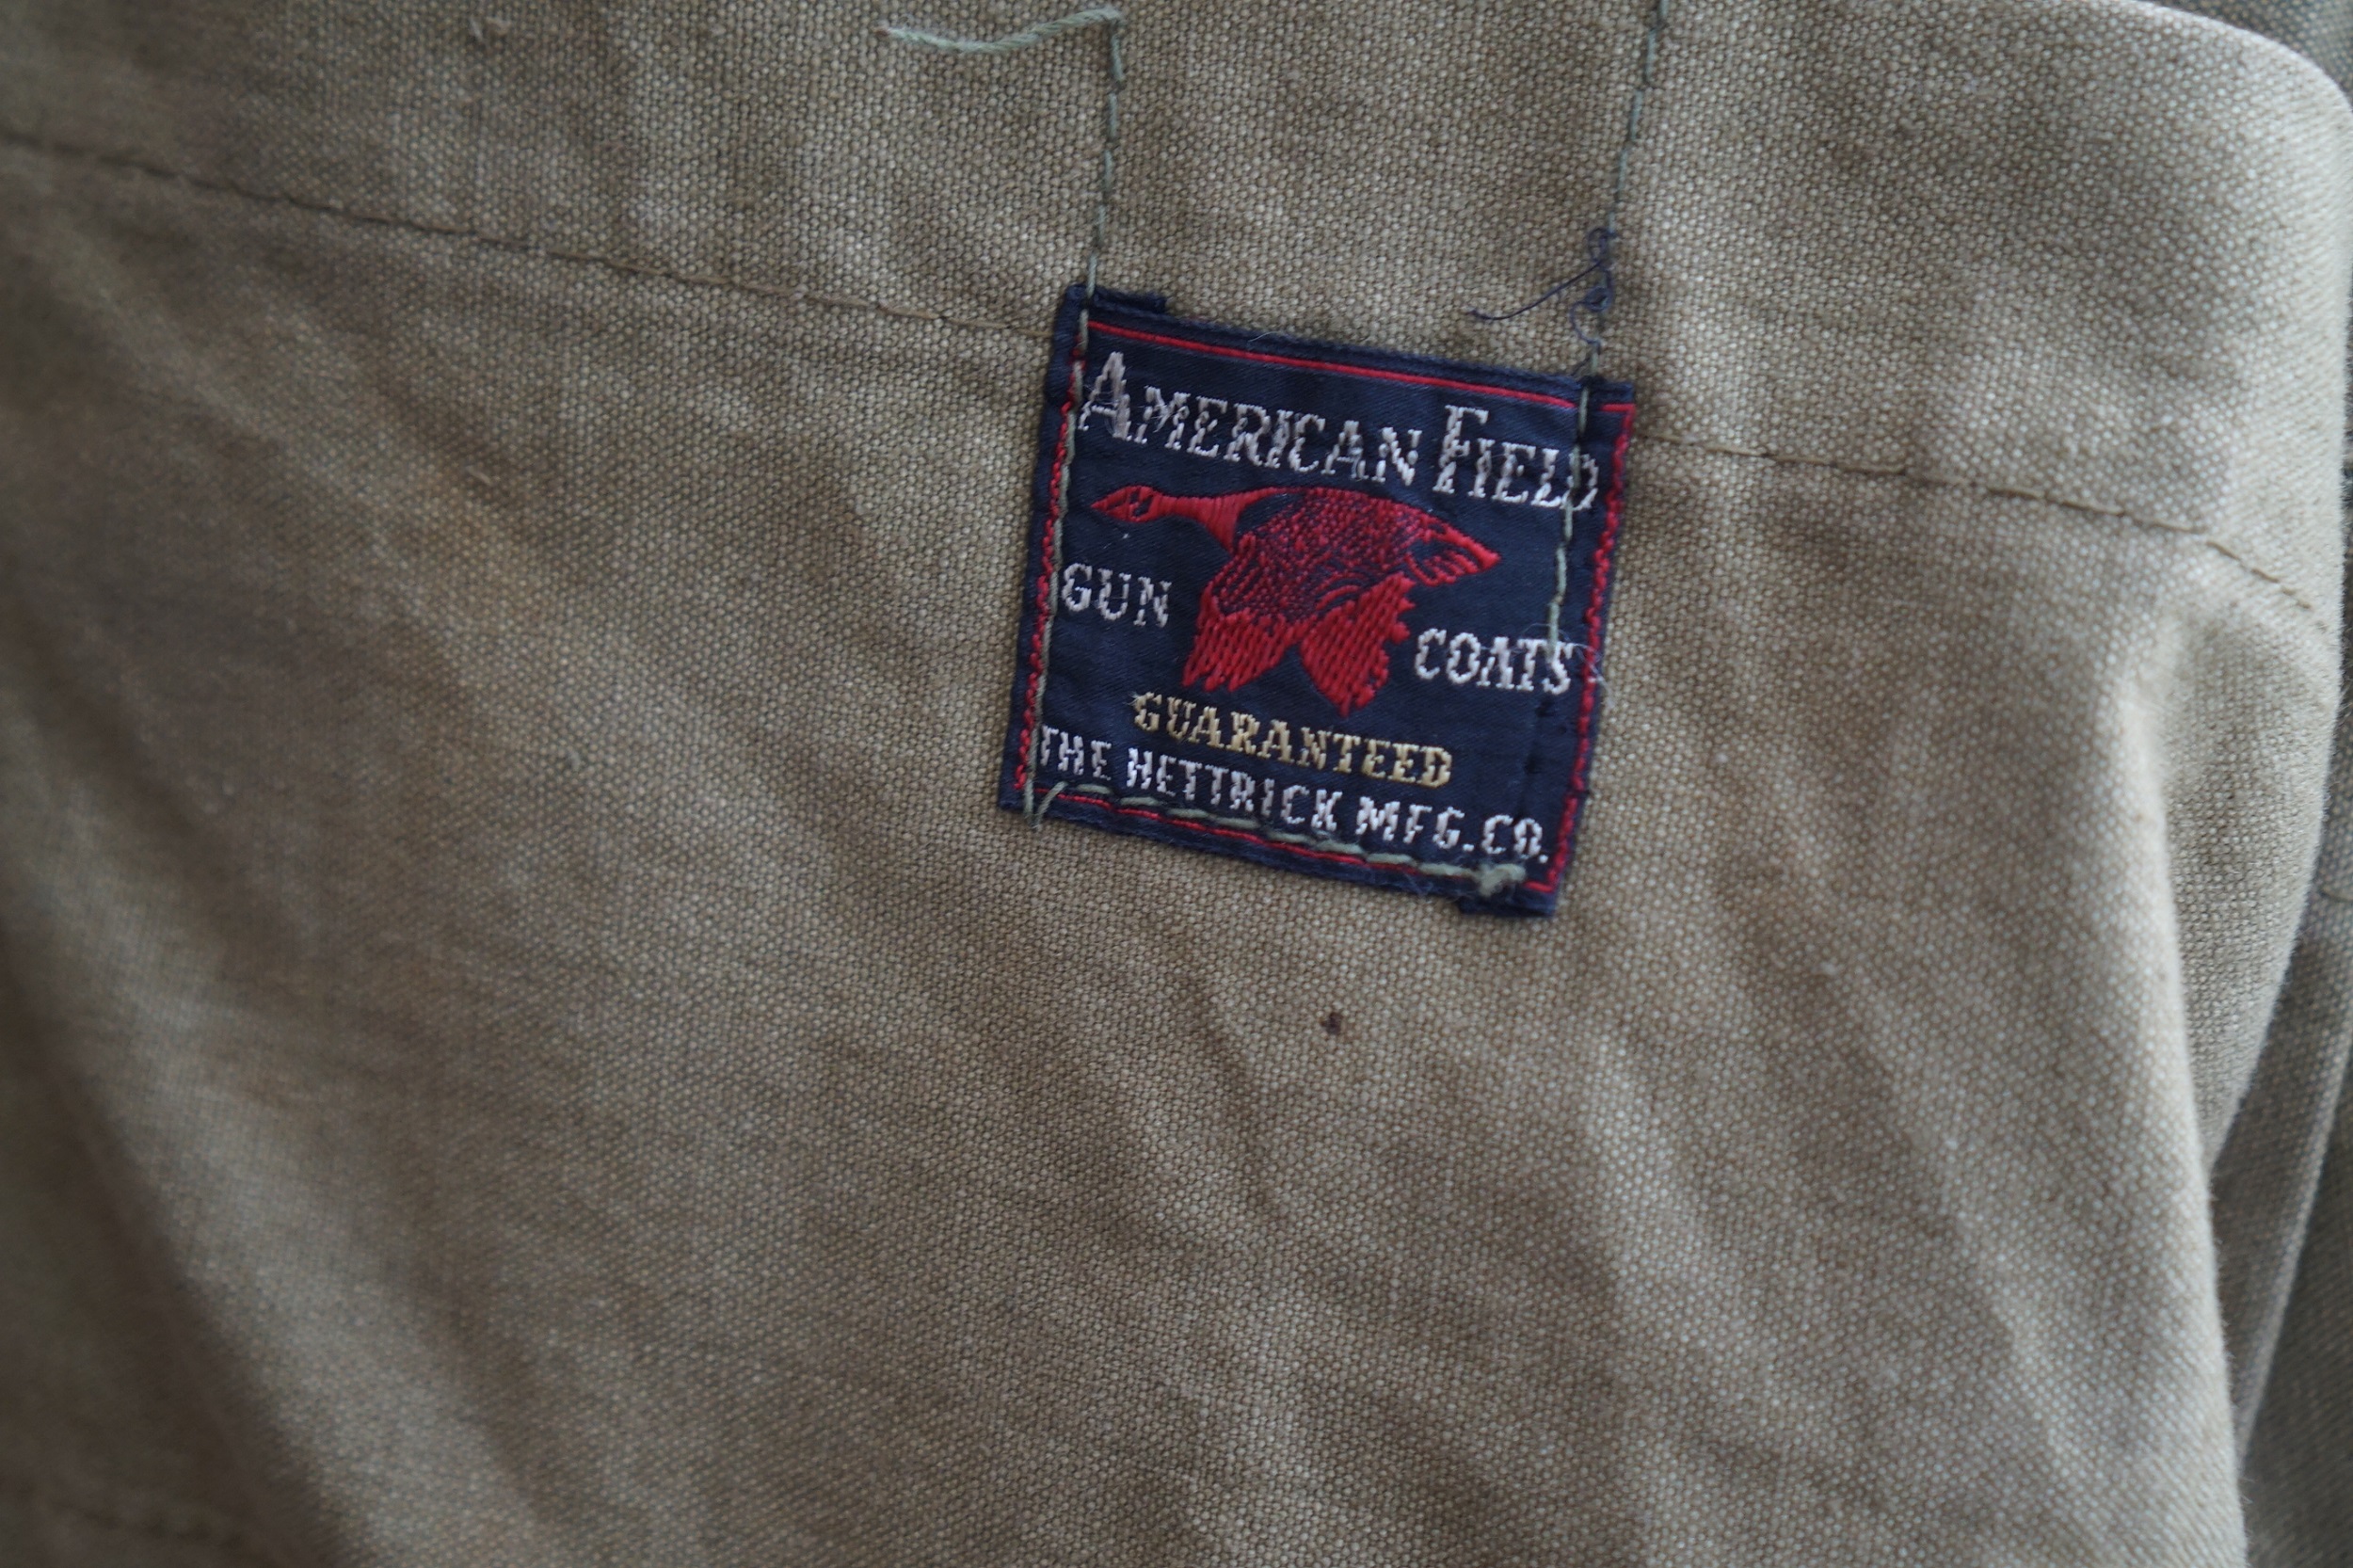 AMERICAN FIELD
GUN COATS
GUARANTEED
THE HETTRICK MFG. CO.